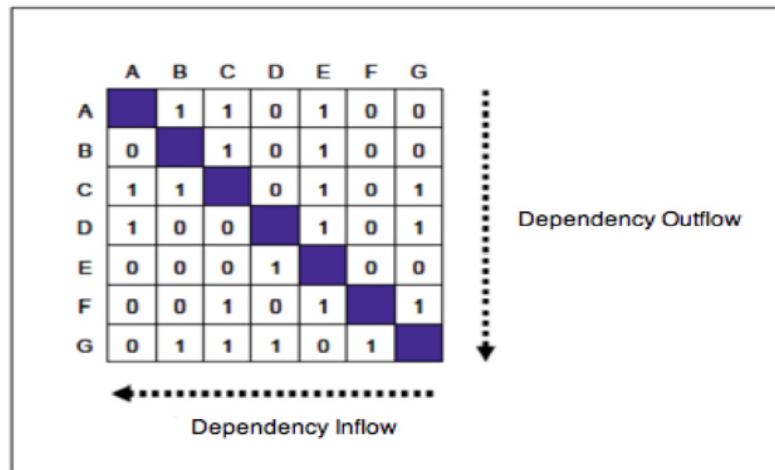 A B C D E F G
A 1 1 0 1 0 0
B 0 1 0 1 0 0
C 1 1 0 1 0 1
D 1 0 0 1 0 1
E 0 0 0 1 0 0
F 0 0 1 0 1 1
G 0 1 1 1 0 1
Dependency Outflow
Dependency Inflow